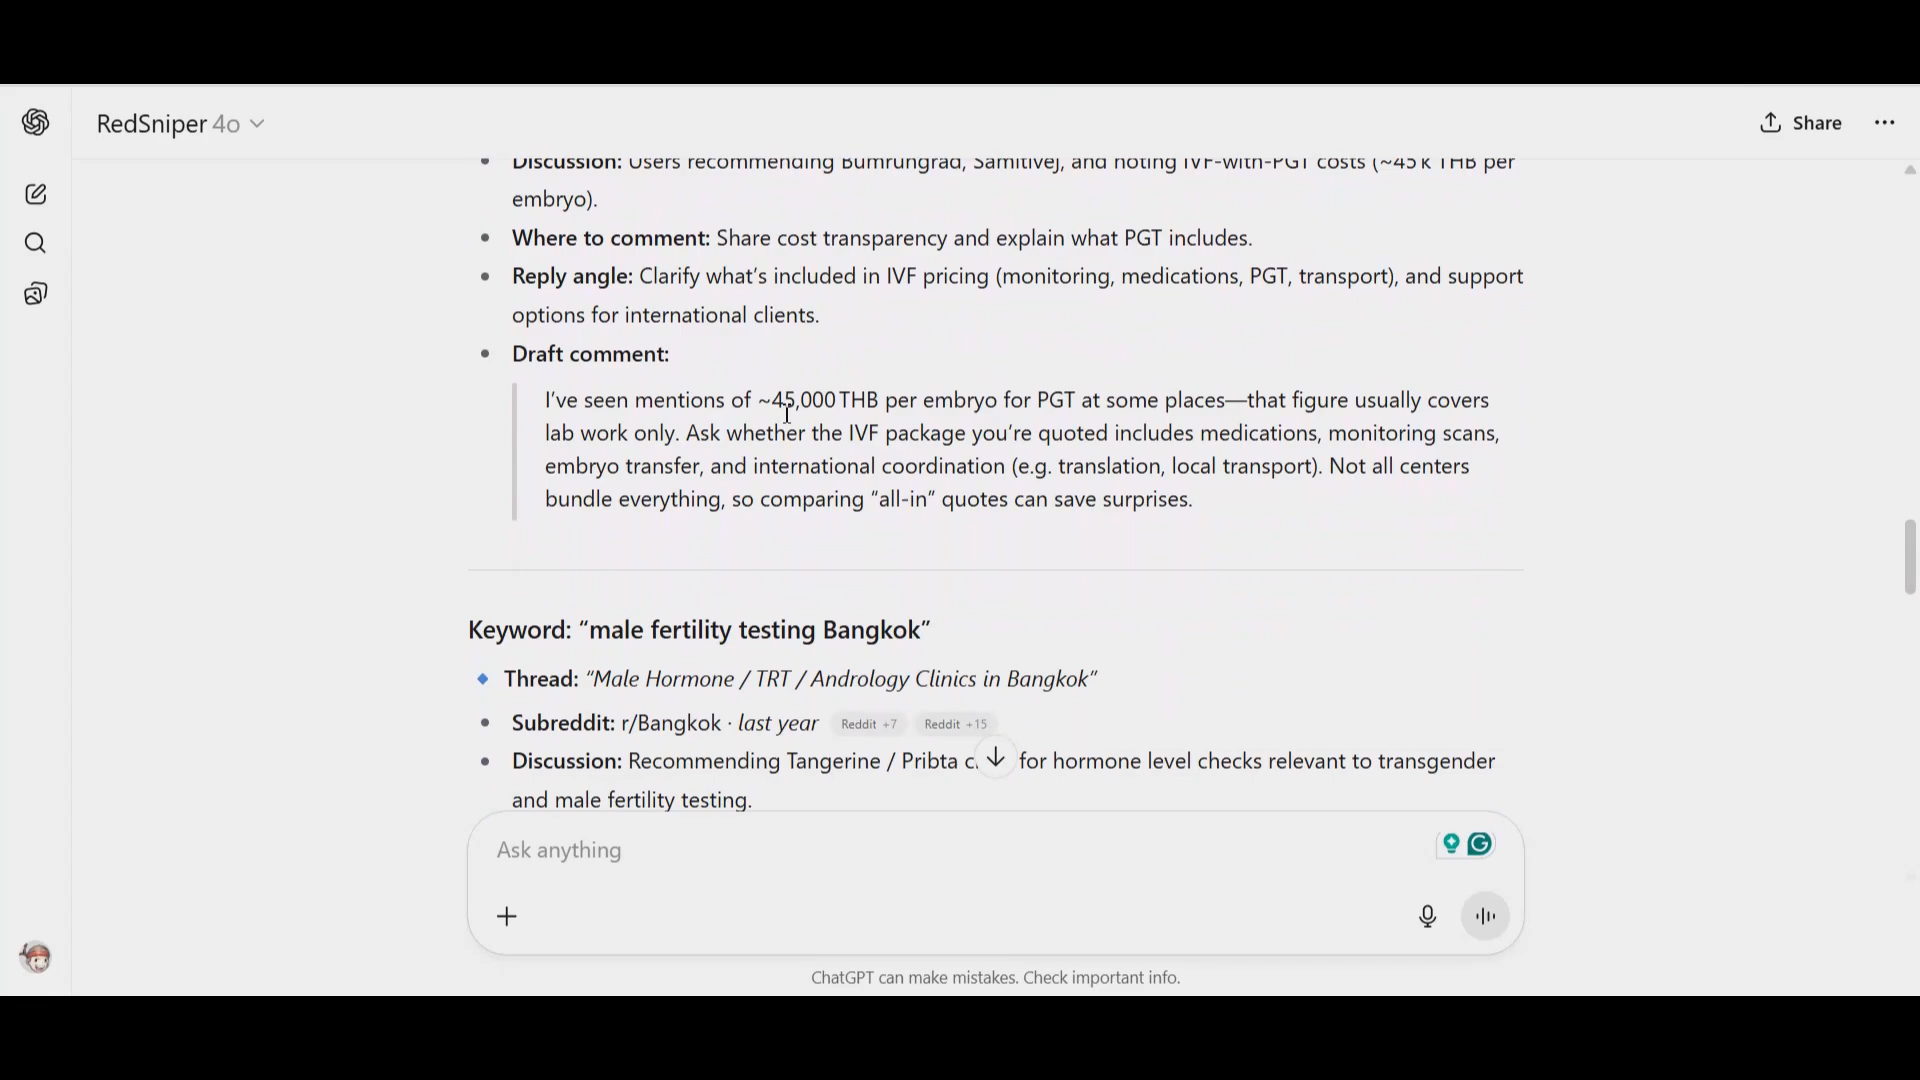 RedSniper 4o
Share
Discussion: Users recommending Bumrungrad, Samitivej, and noting IVF-with-PGT costs (~45 k THB per
embryo).
Where to comment: Share cost transparency and explain what PGT includes.
Reply angle: Clarify what’s included in IVF pricing (monitoring, medications, PGT, transport), and support
options for international clients.
Draft comment:
I’ve seen mentions of ~45,000 THB per embryo for PGT at some places—that figure usually covers
lab work only. Ask whether the IVF package you’re quoted includes medications, monitoring scans,
embryo transfer, and international coordination (e.g. translation, local transport). Not all centers
bundle everything, so comparing “all-in” quotes can save surprises.
Keyword: “male fertility testing Bangkok”
Thread: “Male Hormone / TRT / Andrology Clinics in Bangkok”
Subreddit: r/Bangkok · last year Reddit +7 Reddit +15
Discussion: Recommending Tangerine / Pribta c for hormone level checks relevant to transgender
and male fertility testing.
Ask anything
ChatGPT can make mistakes. Check important info.